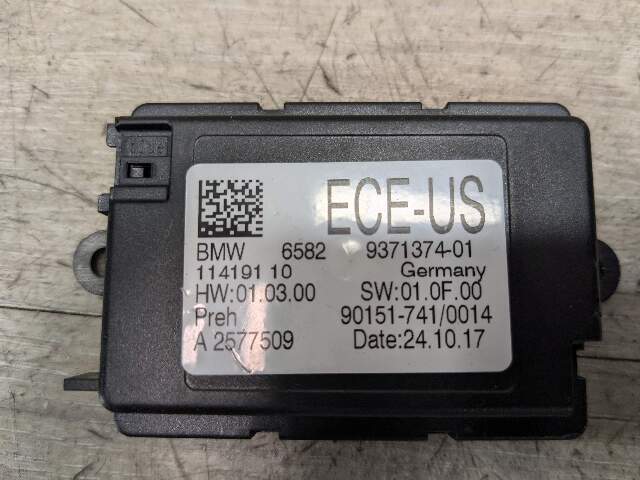 ECE-US
BMW 6582 9371374-01
114191 10 Germany
HW:01.03.00 SW:01.0F.00
Preh 90151-741/0014
A 2577509 Date:24.10.17